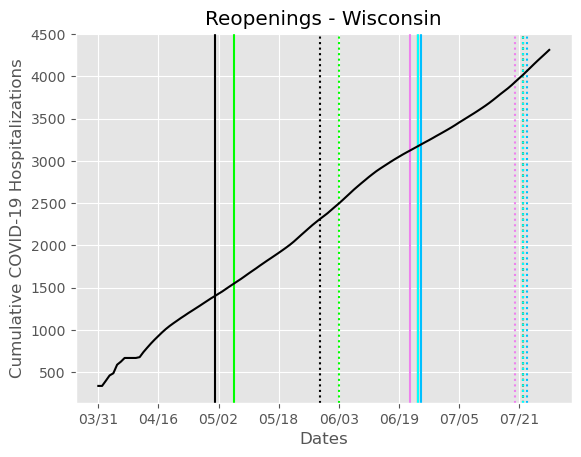 Reopenings - Wisconsin
Cumulative COVID-19 Hospitalizations
4500
4000
3500
3000
2500
2000
1500
1000
500
03/31 04/16 05/02 05/18 06/03 06/19 07/05 07/21
Dates